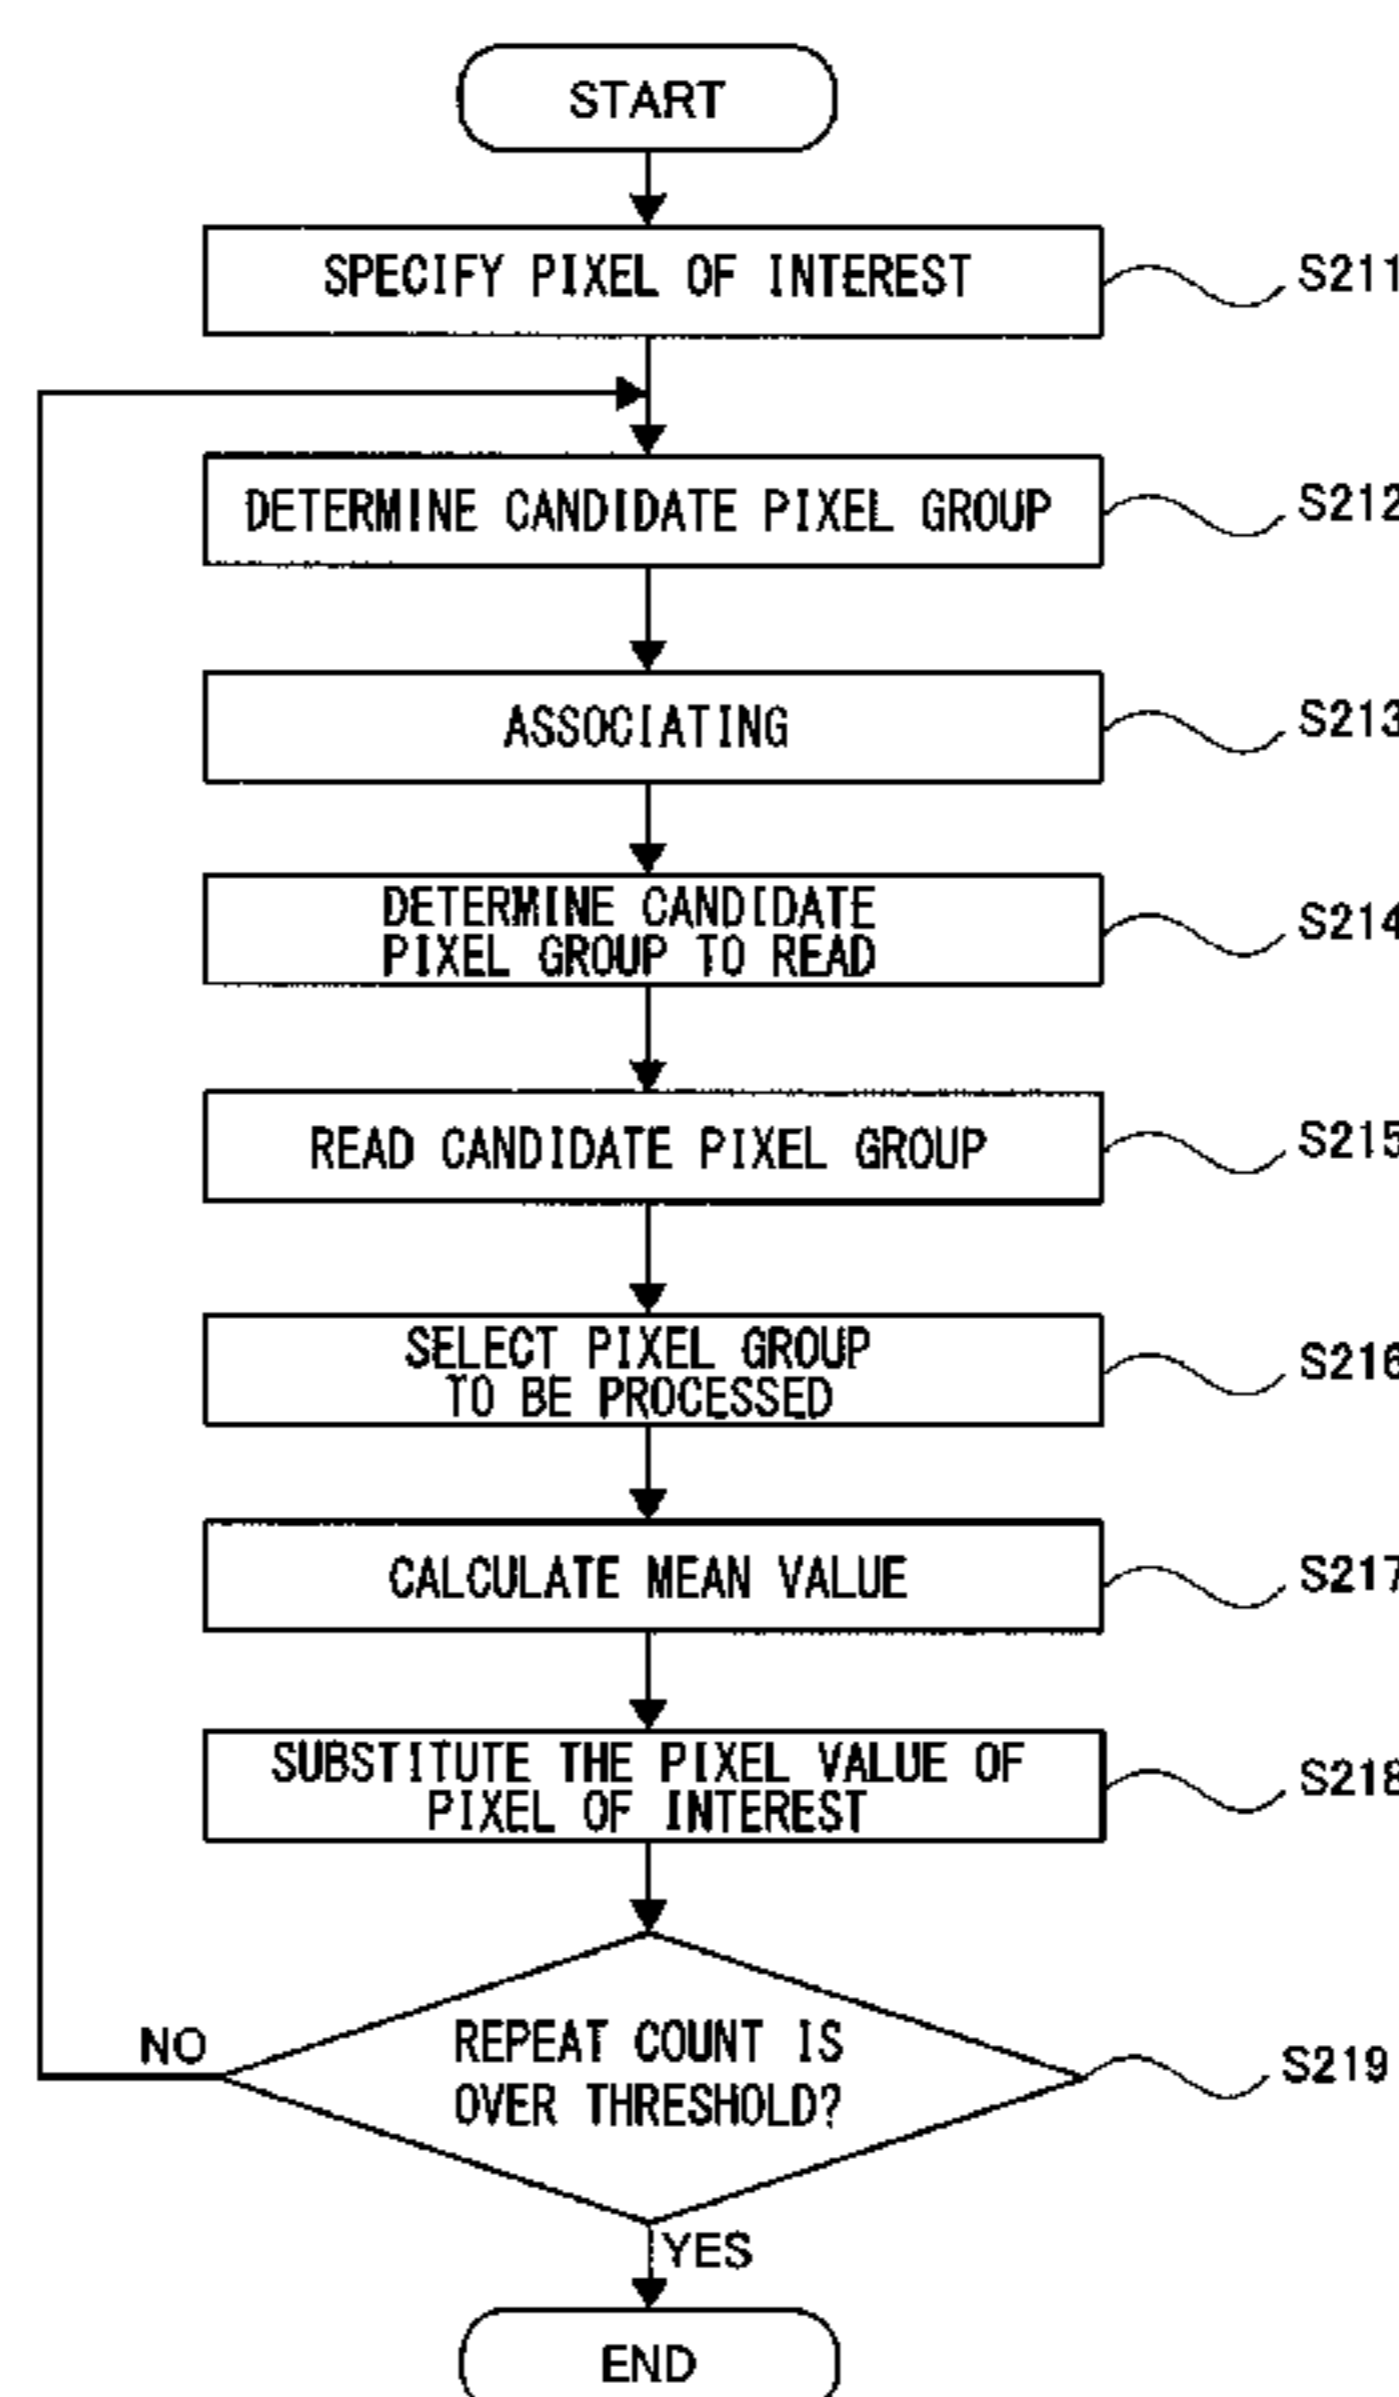 START
SPECIFY PIXEL OF INTEREST
S211
DETERMINE CANDIDATE PIXEL GROUP
S212
ASSOCIATING
S213
DETERMINE CANDIDATE
PIXEL GROUP TO READ
S214
READ CANDIDATE PIXEL GROUP
S215
SELECT PIXEL GROUP
TO BE PROCESSED
S216
CALCULATE MEAN VALUE
S217
SUBSTITUTE THE PIXEL VALUE OF
PIXEL OF INTEREST
S218
NO
REPEAT COUNT IS
OVER THRESHOLD?
S219
YES
END